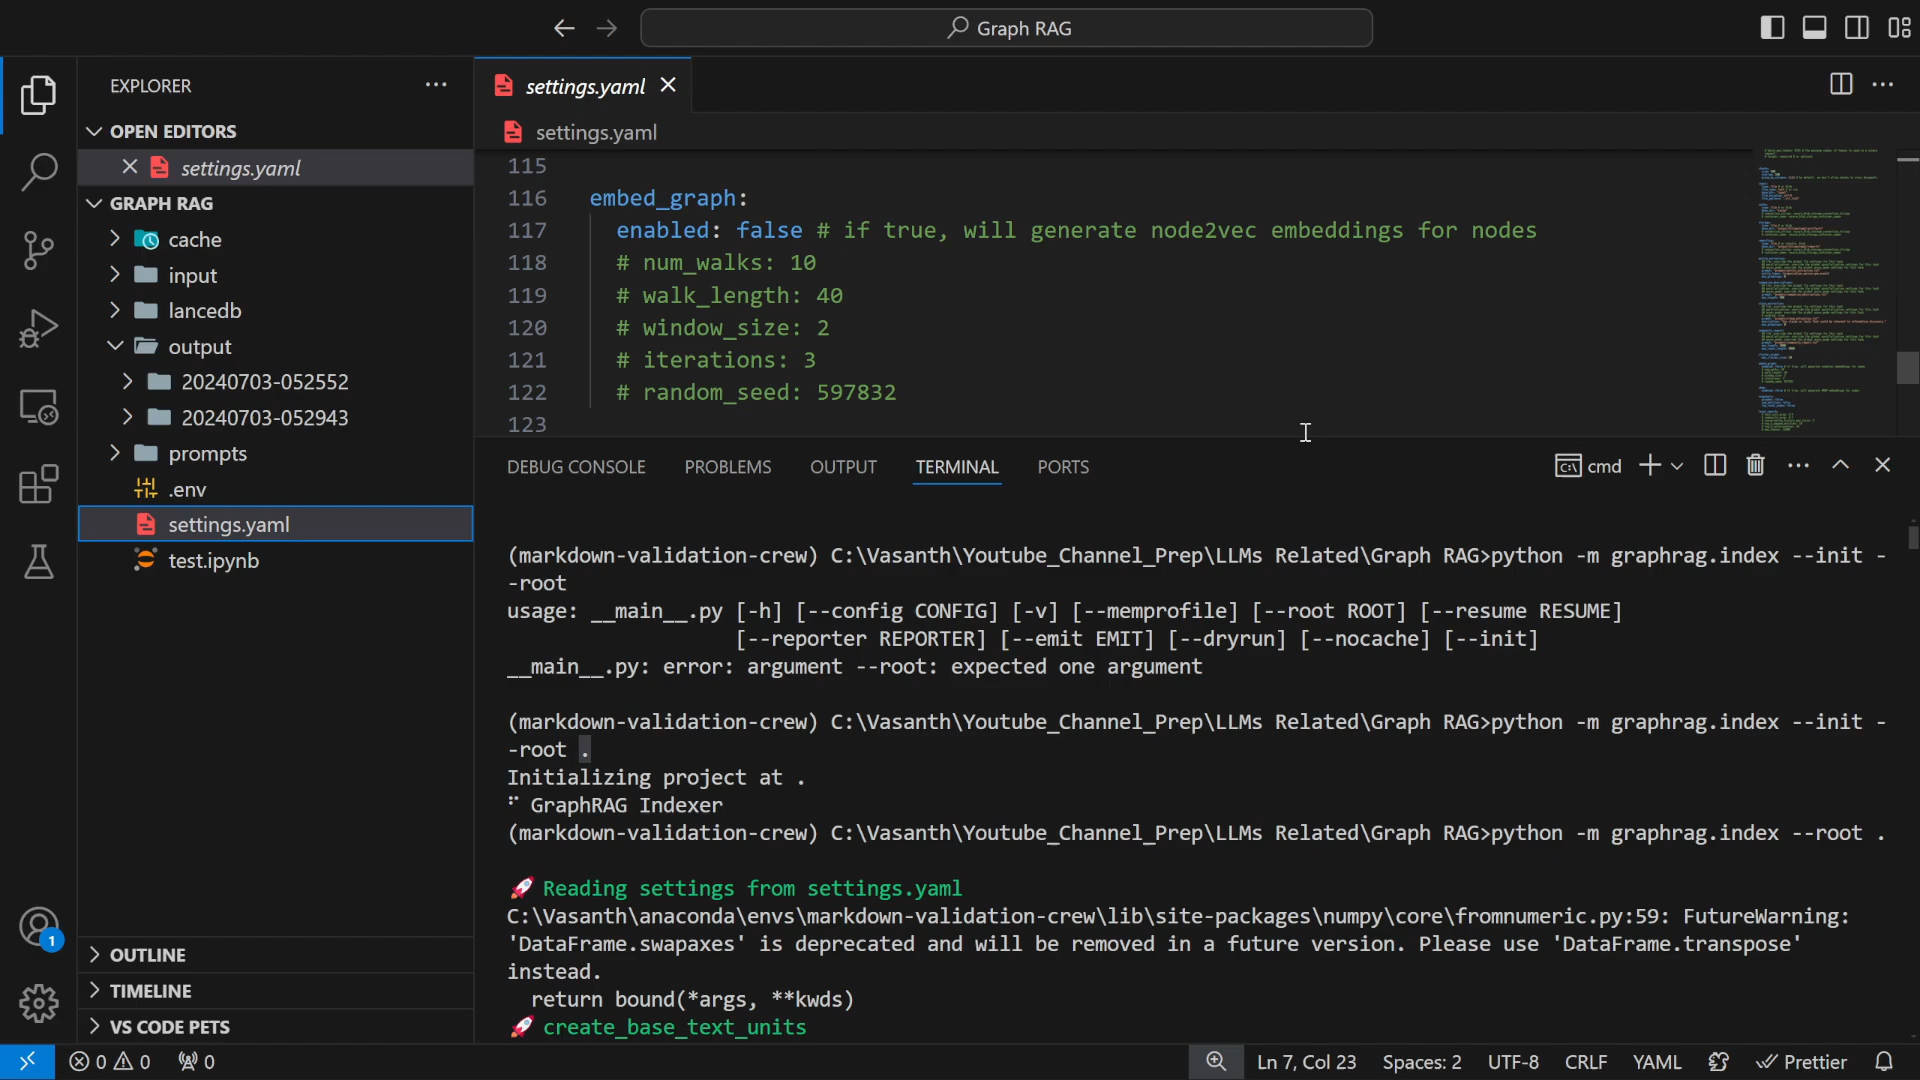 Graph RAG
EXPLORER
settings.yaml
OPEN EDITORS
settings.yaml
settings.yaml
GRAPH RAG
cache
input
lancedb
output
20240703-052552
20240703-052943
prompts
.env
settings.yaml
test.ipynb
OUTLINE
TIMELINE
VS CODE PETS
115
116 embed_graph:
117 enabled: false # if true, will generate node2vec embeddings for nodes
118 # num_walks: 10
119 # walk_length: 40
120 # window_size: 2
121 # iterations: 3
122 # random_seed: 597832
123
DEBUG CONSOLE PROBLEMS OUTPUT TERMINAL PORTS cmd
(markdown-validation-crew) C:\Vasanth\Youtube_Channel_Prep\LLMs Related\Graph RAG>python -m graphrag.index --init -
-root
usage: __main__.py [-h] [--config CONFIG] [-v] [--memprofile] [--root ROOT] [--resume RESUME]
[--reporter REPORTER] [--emit EMIT] [--dryrun] [--nocache] [--init]
__main__.py: error: argument --root: expected one argument
(markdown-validation-crew) C:\Vasanth\Youtube_Channel_Prep\LLMs Related\Graph RAG>python -m graphrag.index --init -
-root .
Initializing project at .
⠋ GraphRAG Indexer
(markdown-validation-crew) C:\Vasanth\Youtube_Channel_Prep\LLMs Related\Graph RAG>python -m graphrag.index --root .
🚀 Reading settings from settings.yaml
C:\Vasanth\anaconda\envs\markdown-validation-crew\lib\site-packages\numpy\core\fromnumeric.py:59: FutureWarning:
'DataFrame.swapaxes' is deprecated and will be removed in a future version. Please use 'DataFrame.transpose'
instead.
return bound(*args, **kwds)
🚀 create_base_text_units
1
0 0 0 Ln 7, Col 23 Spaces: 2 UTF-8 CRLF YAML Prettier